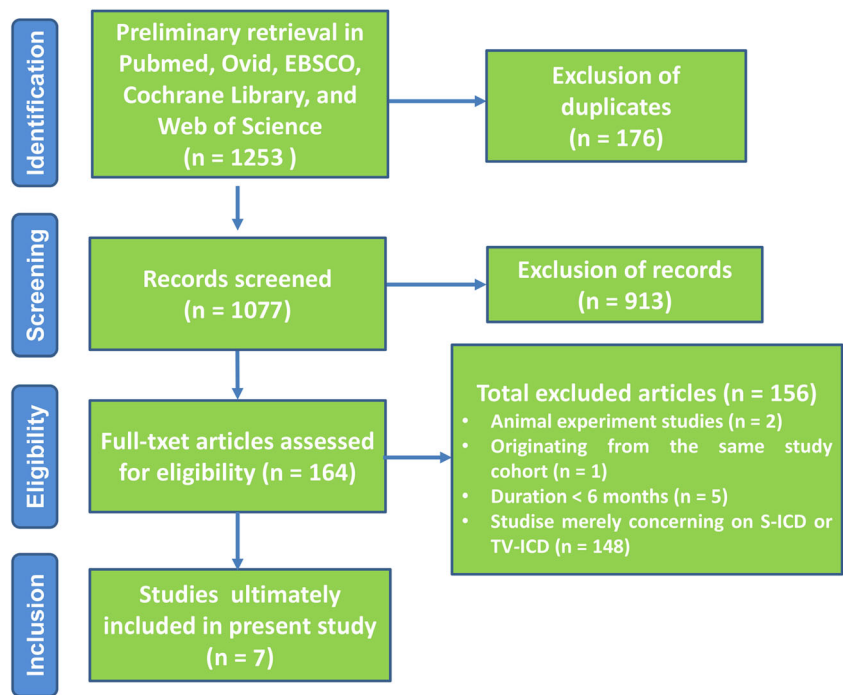 Identification
Preliminary retrieval in
Pubmed, Ovid, EBSCO,
Cochrane Library, and
Web of Science
(n = 1253 )
Exclusion of
duplicates
(n = 176)
Screening
Records screened
(n = 1077)
Exclusion of records
(n = 913)
Eligibility
Full-txet articles assessed
for eligibility (n = 164)
Total excluded articles (n = 156)
• Animal experiment studies (n = 2)
• Originating from the same study
cohort (n = 1)
• Duration < 6 months (n = 5)
• Studise merely concerning on S-ICD or
TV-ICD (n = 148)
Inclusion
Studies ultimately
included in present study
(n = 7)